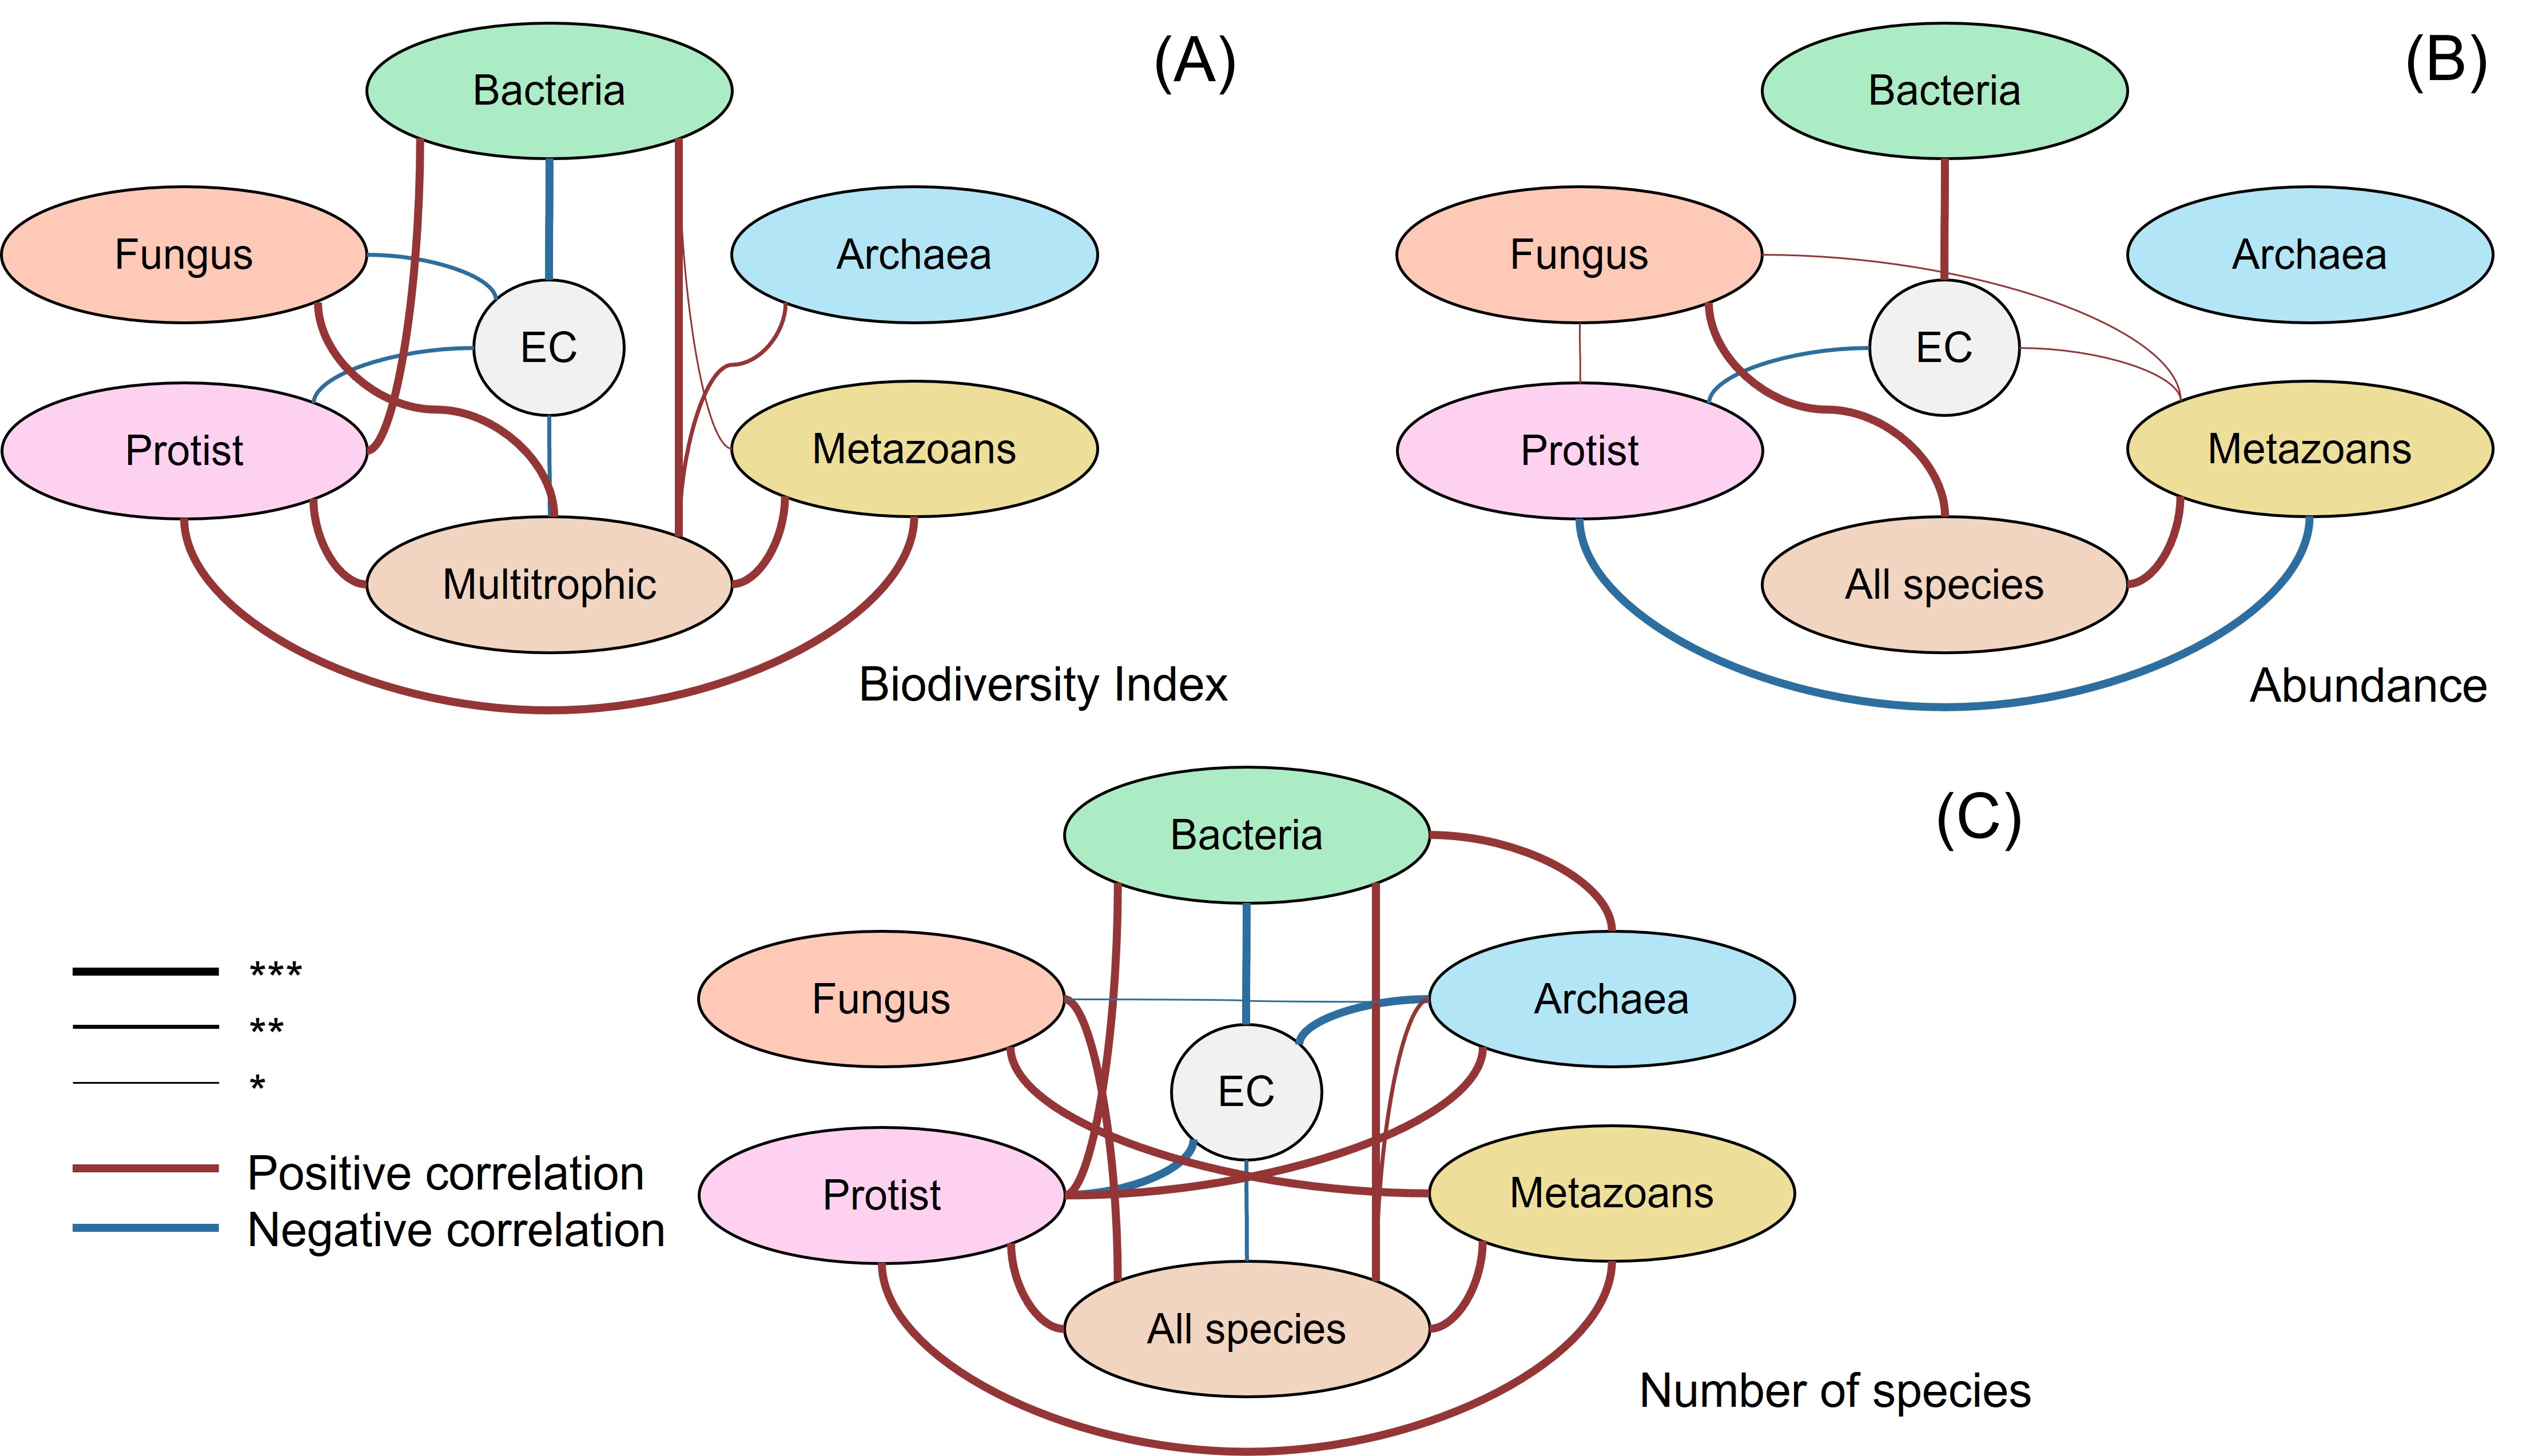 (A)
Bacteria
Fungus
Archaea
EC
Protist
Metazoans
Multitrophic
Biodiversity Index
(B)
Bacteria
Fungus
Archaea
EC
Protist
Metazoans
All species
Abundance
(C)
Bacteria
Fungus
Archaea
EC
Protist
Metazoans
All species
Number of species
***
**
*
Positive correlation
Negative correlation